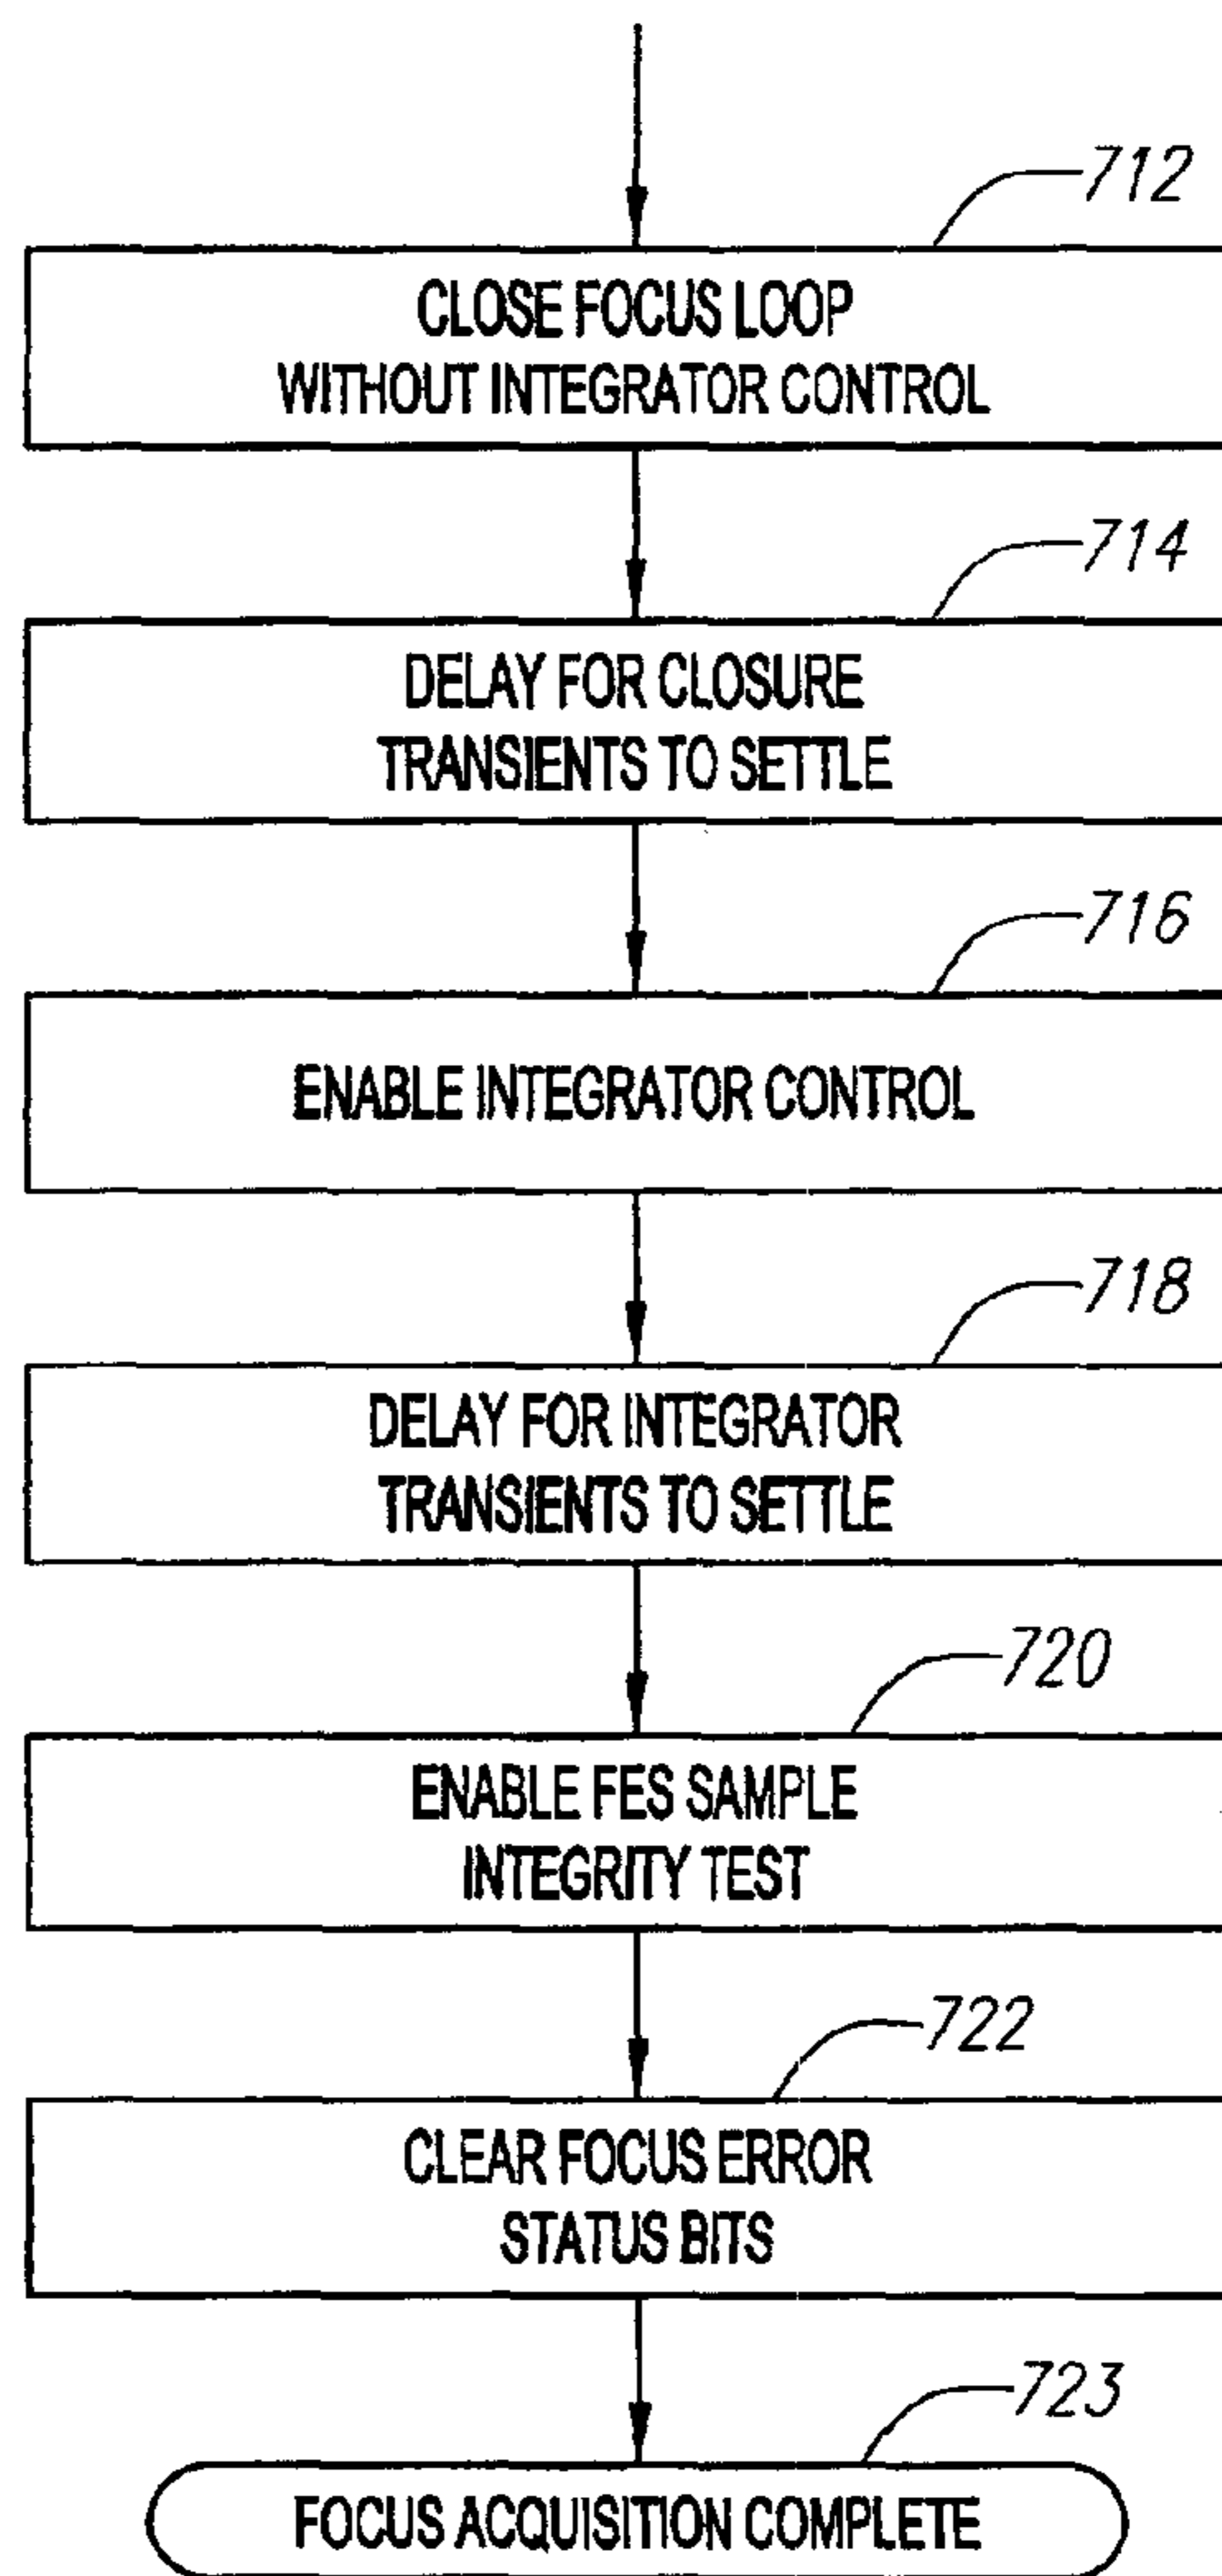 712
CLOSE FOCUS LOOP
WITHOUT INTEGRATOR CONTROL
714
DELAY FOR CLOSURE
TRANSIENTS TO SETTLE
716
ENABLE INTEGRATOR CONTROL
718
DELAY FOR INTEGRATOR
TRANSIENTS TO SETTLE
720
ENABLE FES SAMPLE
INTEGRITY TEST
722
CLEAR FOCUS ERROR
STATUS BITS
723
FOCUS ACQUISITION COMPLETE